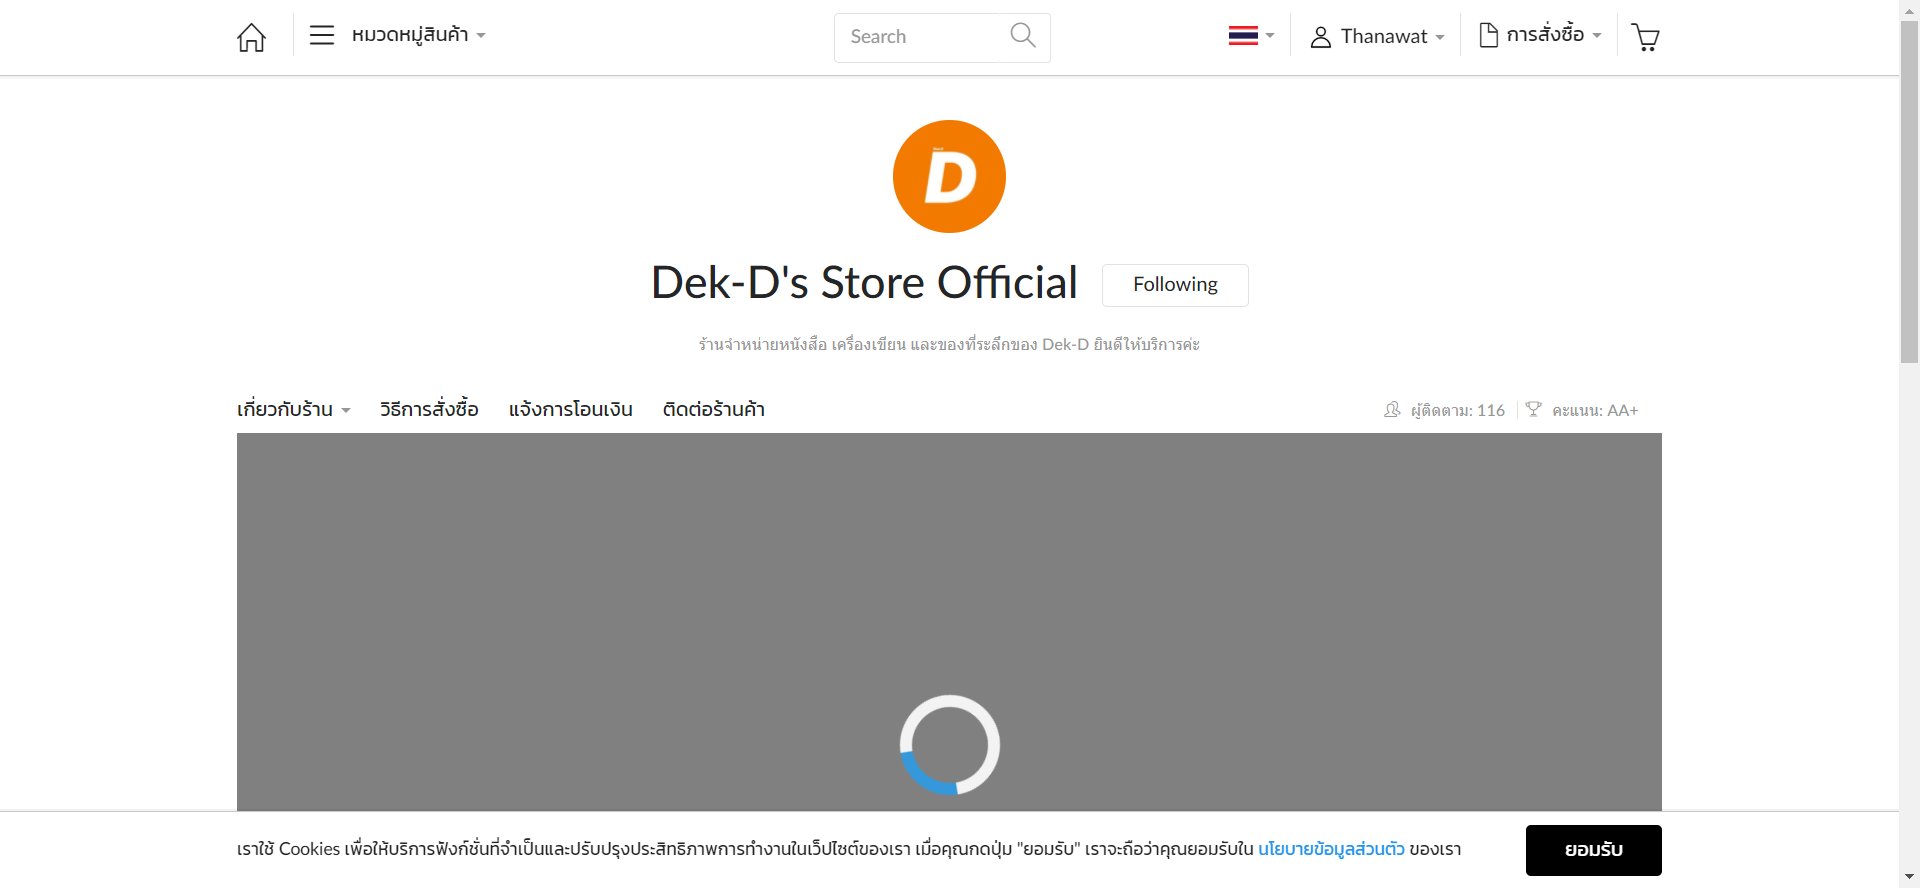 หมวดหมู่สินค้า
Search
Thanawat
การสั่งซื้อ
D
Dek-D's Store Official
Following
ร้านจำหน่ายหนังสือ เครื่องเขียน และของที่ระลึกของ Dek-D ยินดีให้บริการค่ะ
เกี่ยวกับร้าน วิธีการสั่งซื้อ แจ้งการโอนเงิน ติดต่อร้านค้า
ผู้ติดตาม: 116 คะแนน: AA+
เราใช้ Cookies เพื่อให้บริการฟังก์ชั่นที่จำเป็นและปรับปรุงประสิทธิภาพการทำงานในเว็ปไซต์ของเรา เมื่อคุณกดปุ่ม "ยอมรับ" เราจะถือว่าคุณยอมรับใน นโยบายข้อมูลส่วนตัว ของเรา
ยอมรับ